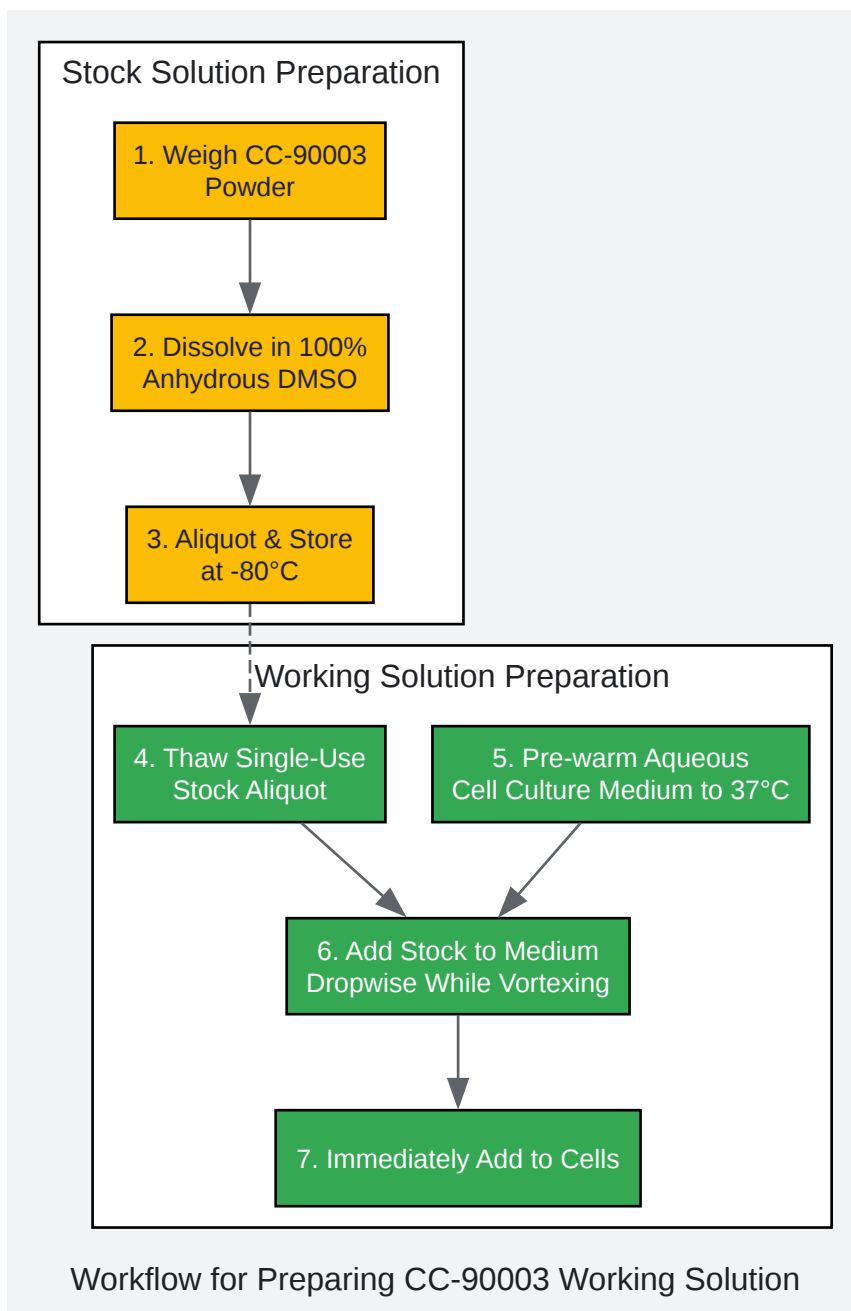 Stock Solution Preparation
1. Weigh CC-90003
Powder
2. Dissolve in 100%
Anhydrous DMSO
3. Aliquot & Store
at -80°C
Working Solution Preparation
4. Thaw Single-Use
Stock Aliquot
5. Pre-warm Aqueous
Cell Culture Medium to 37°C
6. Add Stock to Medium
Dropwise While Vortexing
7. Immediately Add to Cells
Workflow for Preparing CC-90003 Working Solution